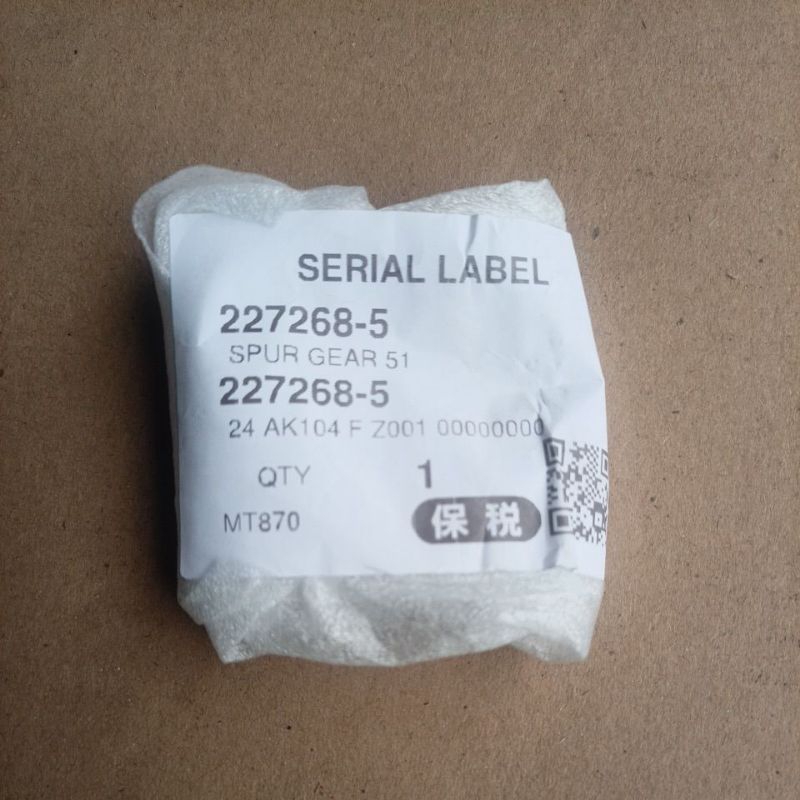 SERIAL LABEL
227268-5
SPUR GEAR 51
227268-5
24 AK104 F Z001 00000000
QTY 1
MT870 保税